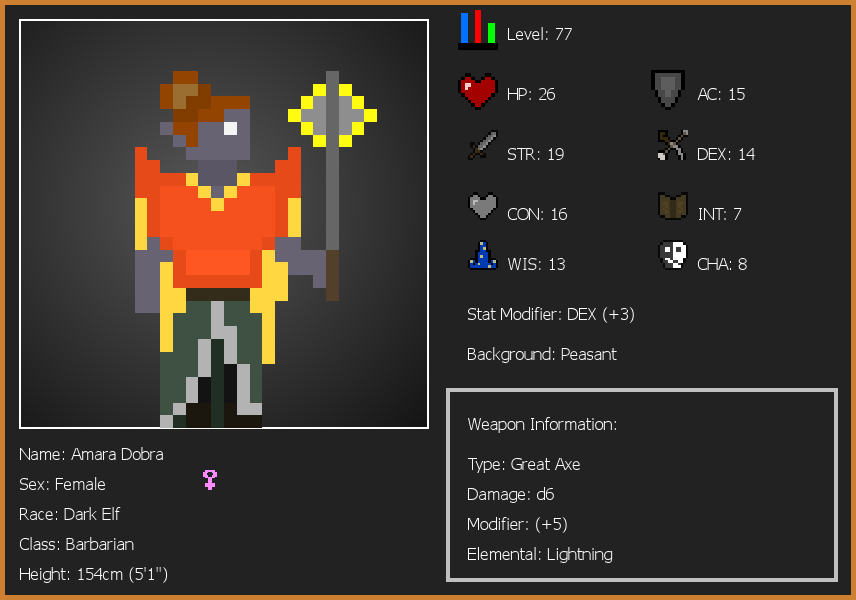 Level: 77
HP: 26
AC: 15
STR: 19
DEX: 14
CON: 16
INT: 7
WIS: 13
CHA: 8
Stat Modifier: DEX (+3)
Background: Peasant
Weapon Information:
Type: Great Axe
Damage: d6
Modifier: (+5)
Elemental: Lightning
Name: Amara Dobra
Sex: Female
Race: Dark Elf
Class: Barbarian
Height: 154cm (5'1")